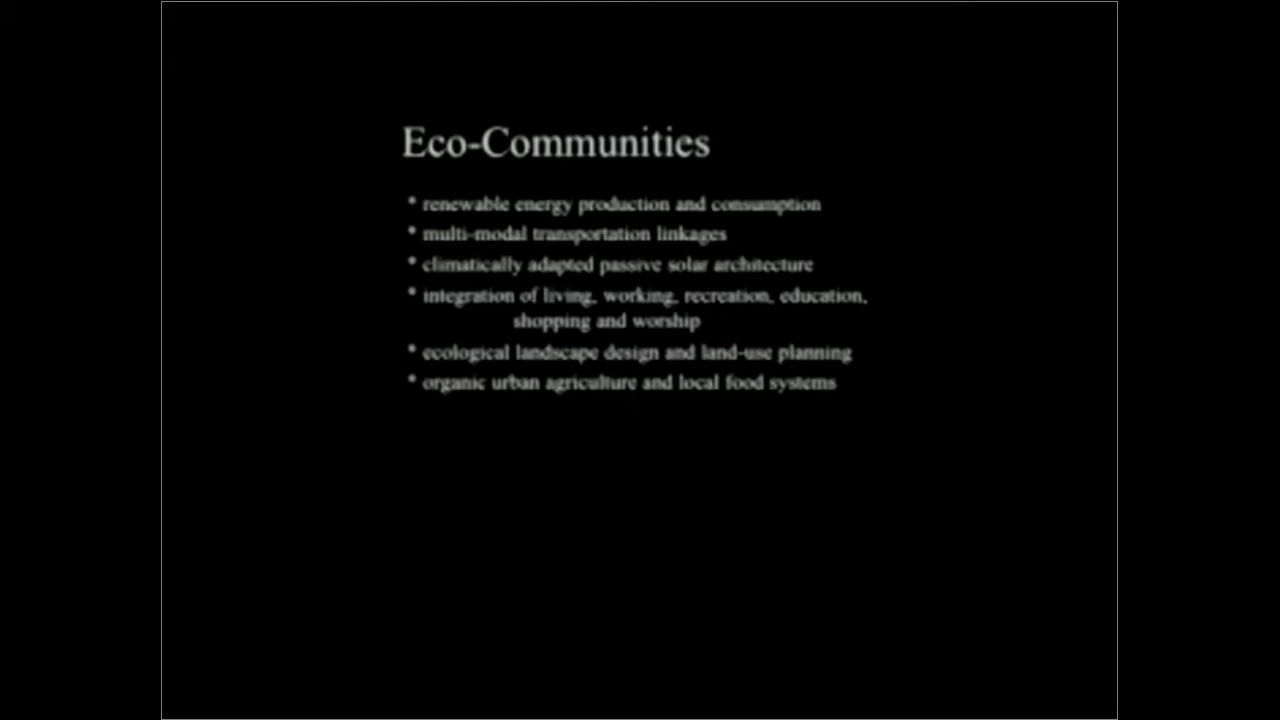 Eco-Communities
* renewable energy production and consumption
* multi-modal transportation linkages
* climatically adapted passive solar architecture
* integration of living, working, recreation, education,
shopping and worship
* ecological landscape design and land-use planning
* organic urban agriculture and local food systems